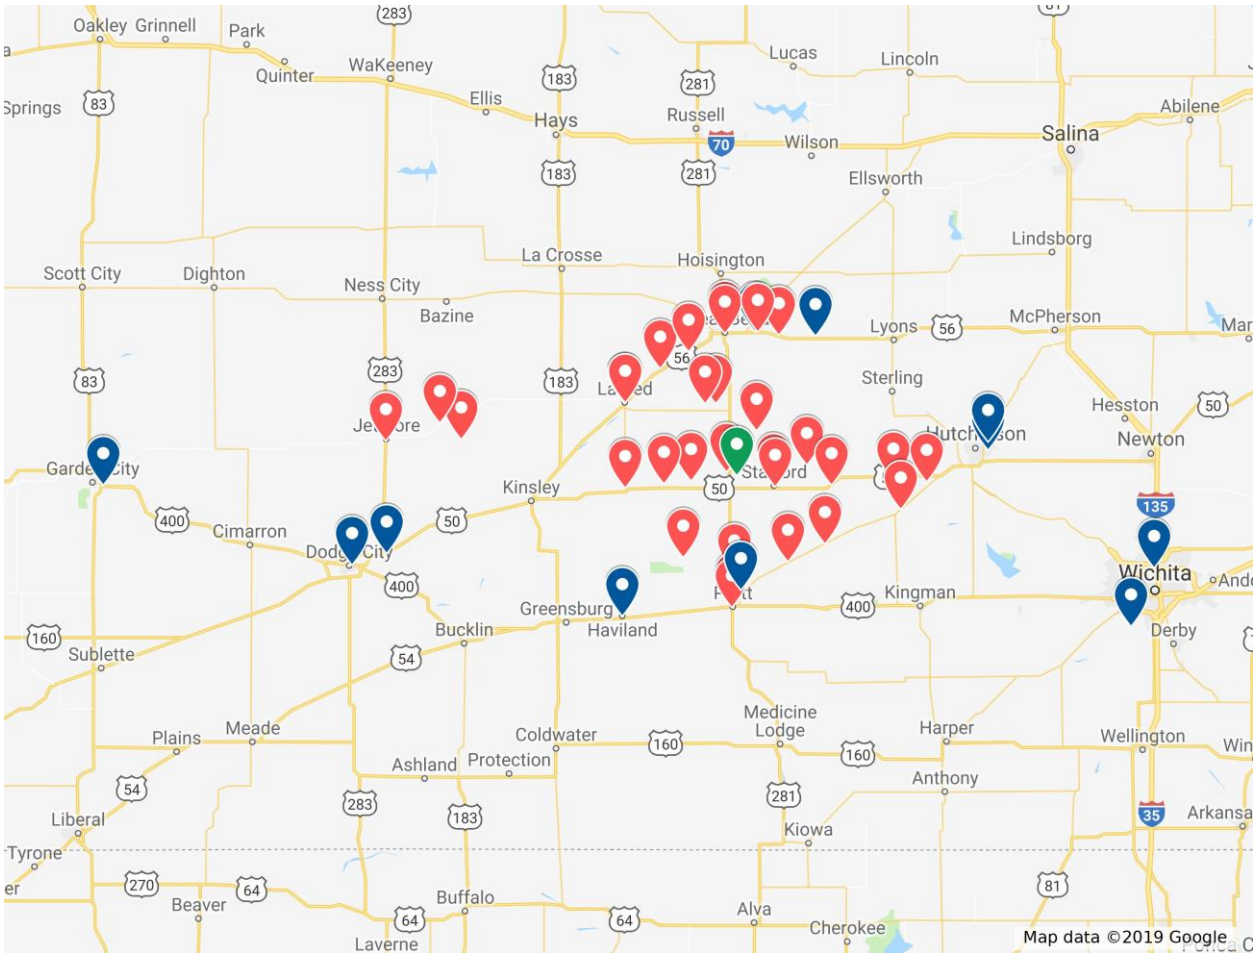 283
81
Oakley
Grinnell
Park
Quinter
WaKeeney
Lucas
Lincoln
83
Springs
183
281
Ellis
Abilene
Hays
Russell
Salina
70
Wilson
183
281
Ellsworth
Lindsborg
La Crosse
Hoisington
Scott City
Dighton
Ness City
Bazine
56
McPherson
Lyons
Mar
56
83
283
183
Sterling
Hesston
50
Newton
Garden City
Kinsley
50
135
400
50
Cimarron
400
Wichita
Greensburg
Haviland
400
Kingman
160
Bucklin
54
Derby
Sublette
Medicine
Lodge
Harper
Meade
Coldwater
160
160
Wellington
Win
Plains
Ashland
Protection
Anthony
54
283
183
281
35
Arkansa
Liberal
Kiowa
Tyrone
er
270
64
81
Beaver
Buffalo
64
64
Alva
Cherokee
Laverne
Map data ©2019 Google